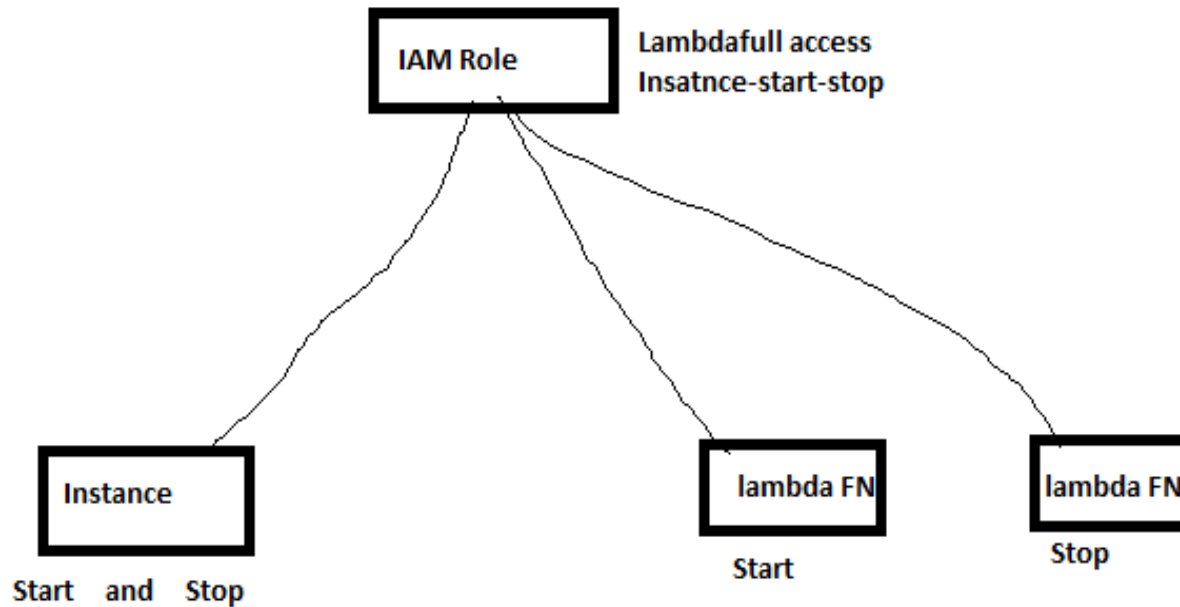 IAM Role
Lambdafull access
Insatnce-start-stop
Instance
Start and Stop
lambda FN
Start
lambda FN
Stop